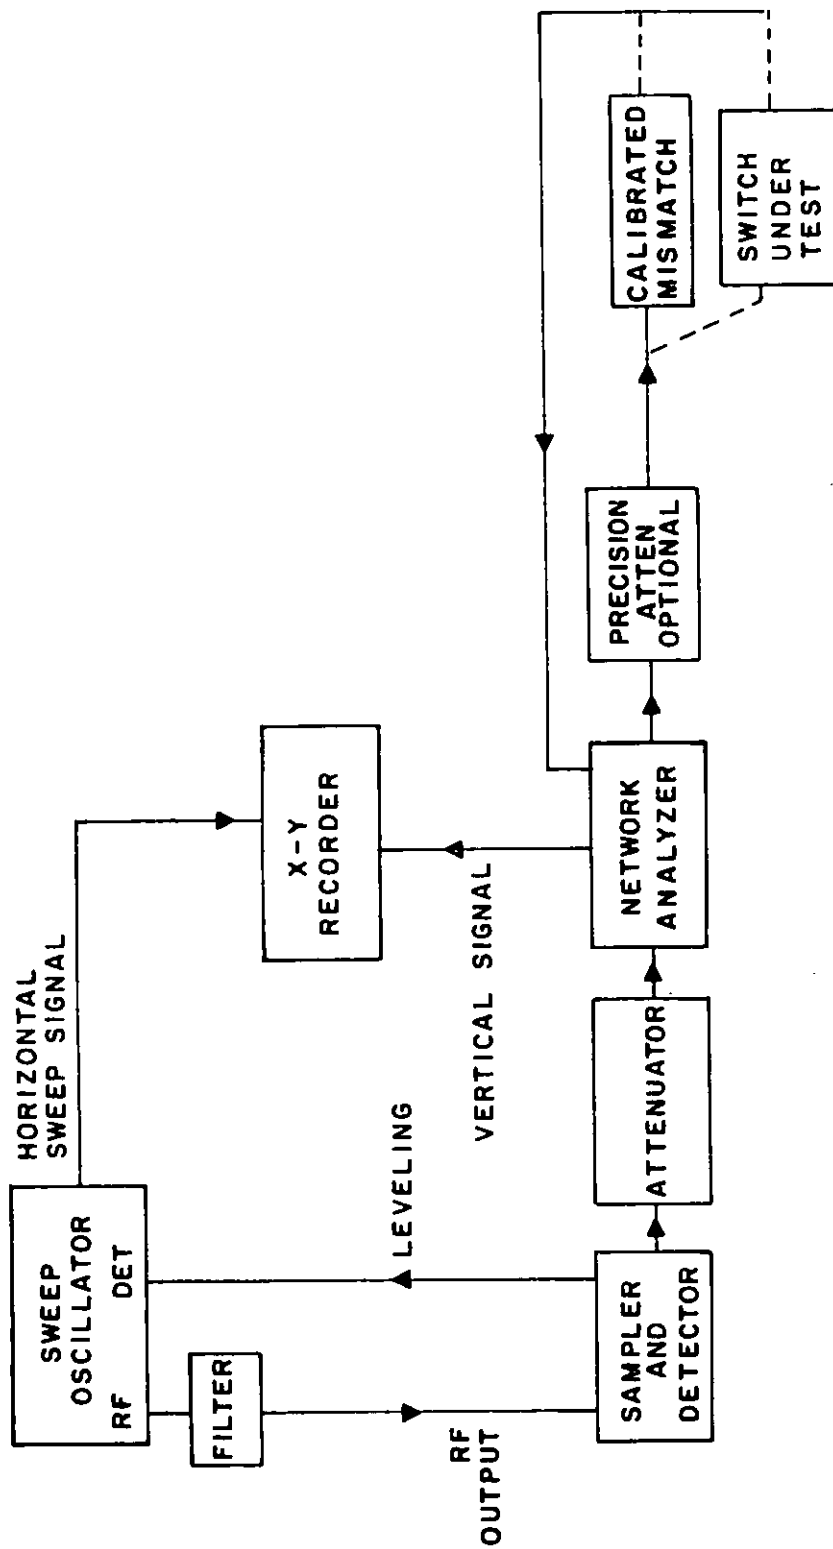 HORIZONTAL
SWEEP SIGNAL
SWEEP
OSCILLATOR
RF DET
FILTER
X-Y
RECORDER
LEVELING
VERTICAL SIGNAL
RF
OUTPUT
SAMPLER
AND
DETECTOR
ATTENUATOR
NETWORK
ANALYZER
PRECISION
ATTEN
OPTIONAL
CALIBRATED
MISMATCH
SWITCH
UNDER
TEST